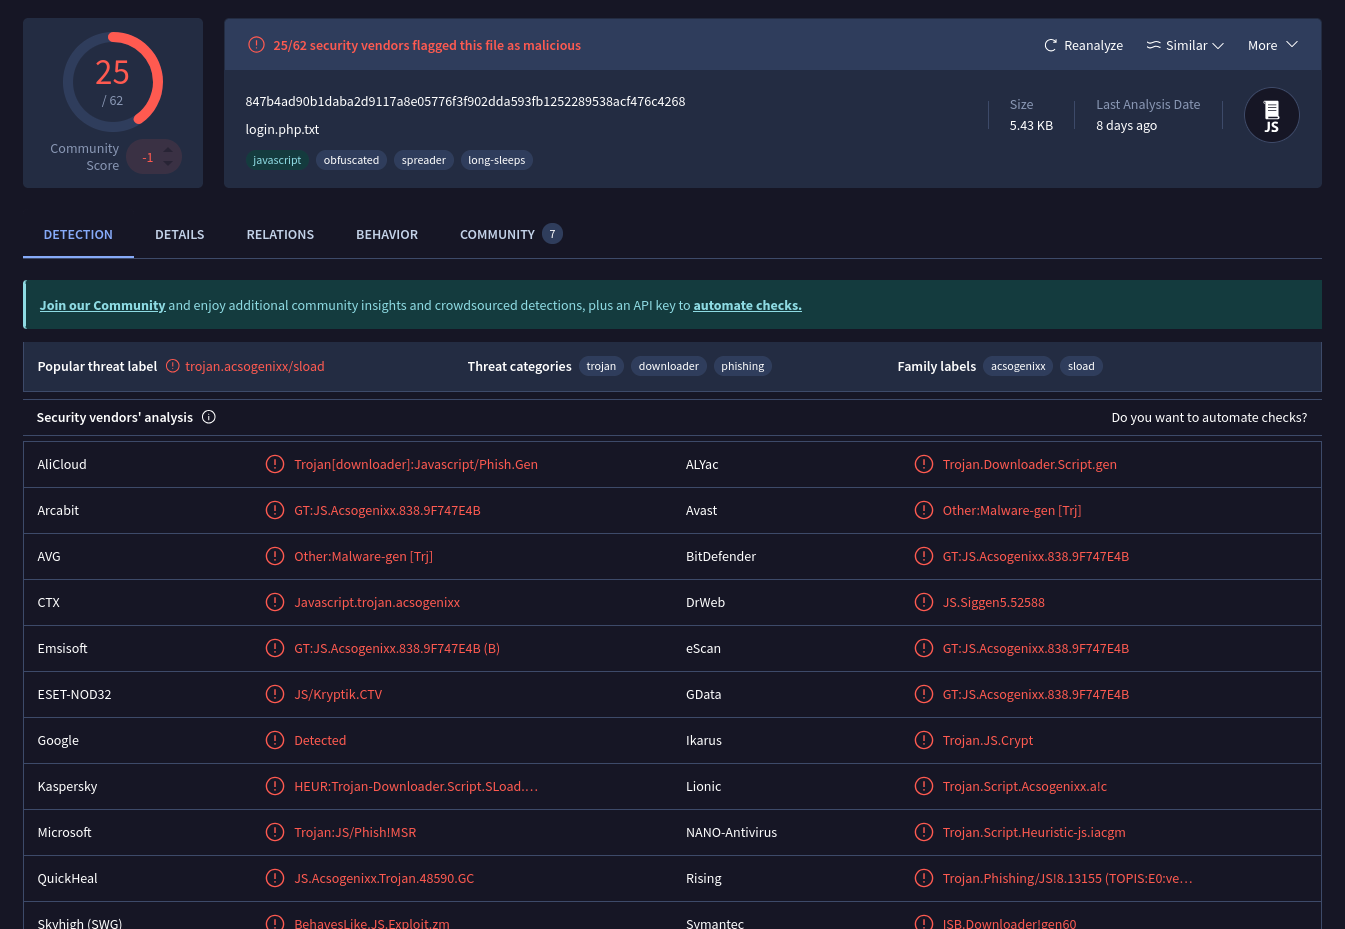 25
/ 62
Community
Score
-1
25/62 security vendors flagged this file as malicious
Reanalyze
Similar
More
847b4ad90b1daba2d9117a8e05776f3f902dda593fb1252289538acf476c4268
login.php.txt
javascript obfuscated spreader long-sleeps
Size
5.43 KB
Last Analysis Date
8 days ago
JS
DETECTION DETAILS RELATIONS BEHAVIOR COMMUNITY 7
Join our Community and enjoy additional community insights and crowdsourced detections, plus an API key to automate checks.
Popular threat label trojan.acsogenixx/sload Threat categories trojan downloader phishing Family labels acsogenixx sload
Security vendors' analysis Do you want to automate checks?
AliCloud Trojan[downloader]:Javascript/Phish.Gen ALYac Trojan.Downloader.Script.gen
Arcabit GT:JS.Acsogenixx.838.9F747E4B Avast Other:Malware-gen [Trj]
AVG Other:Malware-gen [Trj] BitDefender GT:JS.Acsogenixx.838.9F747E4B
CTX Javascript.trojan.acsogenixx DrWeb JS.Siggen5.52588
Emsisoft GT:JS.Acsogenixx.838.9F747E4B (B) eScan GT:JS.Acsogenixx.838.9F747E4B
ESET-NOD32 JS/Kryptik.CTV GData GT:JS.Acsogenixx.838.9F747E4B
Google Detected Ikarus Trojan.JS.Crypt
Kaspersky HEUR:Trojan-Downloader.Script.SLoad.… Lionic Trojan.Script.Acsogenixx.a!c
Microsoft Trojan:JS/Phish!MSR NANO-Antivirus Trojan.Script.Heuristic-js.iacgm
QuickHeal JS.Acsogenixx.Trojan.48590.GC Rising Trojan.Phishing/JS!8.13155 (TOPIS:E0:ve…
Skyhigh (SWG) BehavesLike.JS.Exploit.zm Symantec ISB.Downloader!gen60